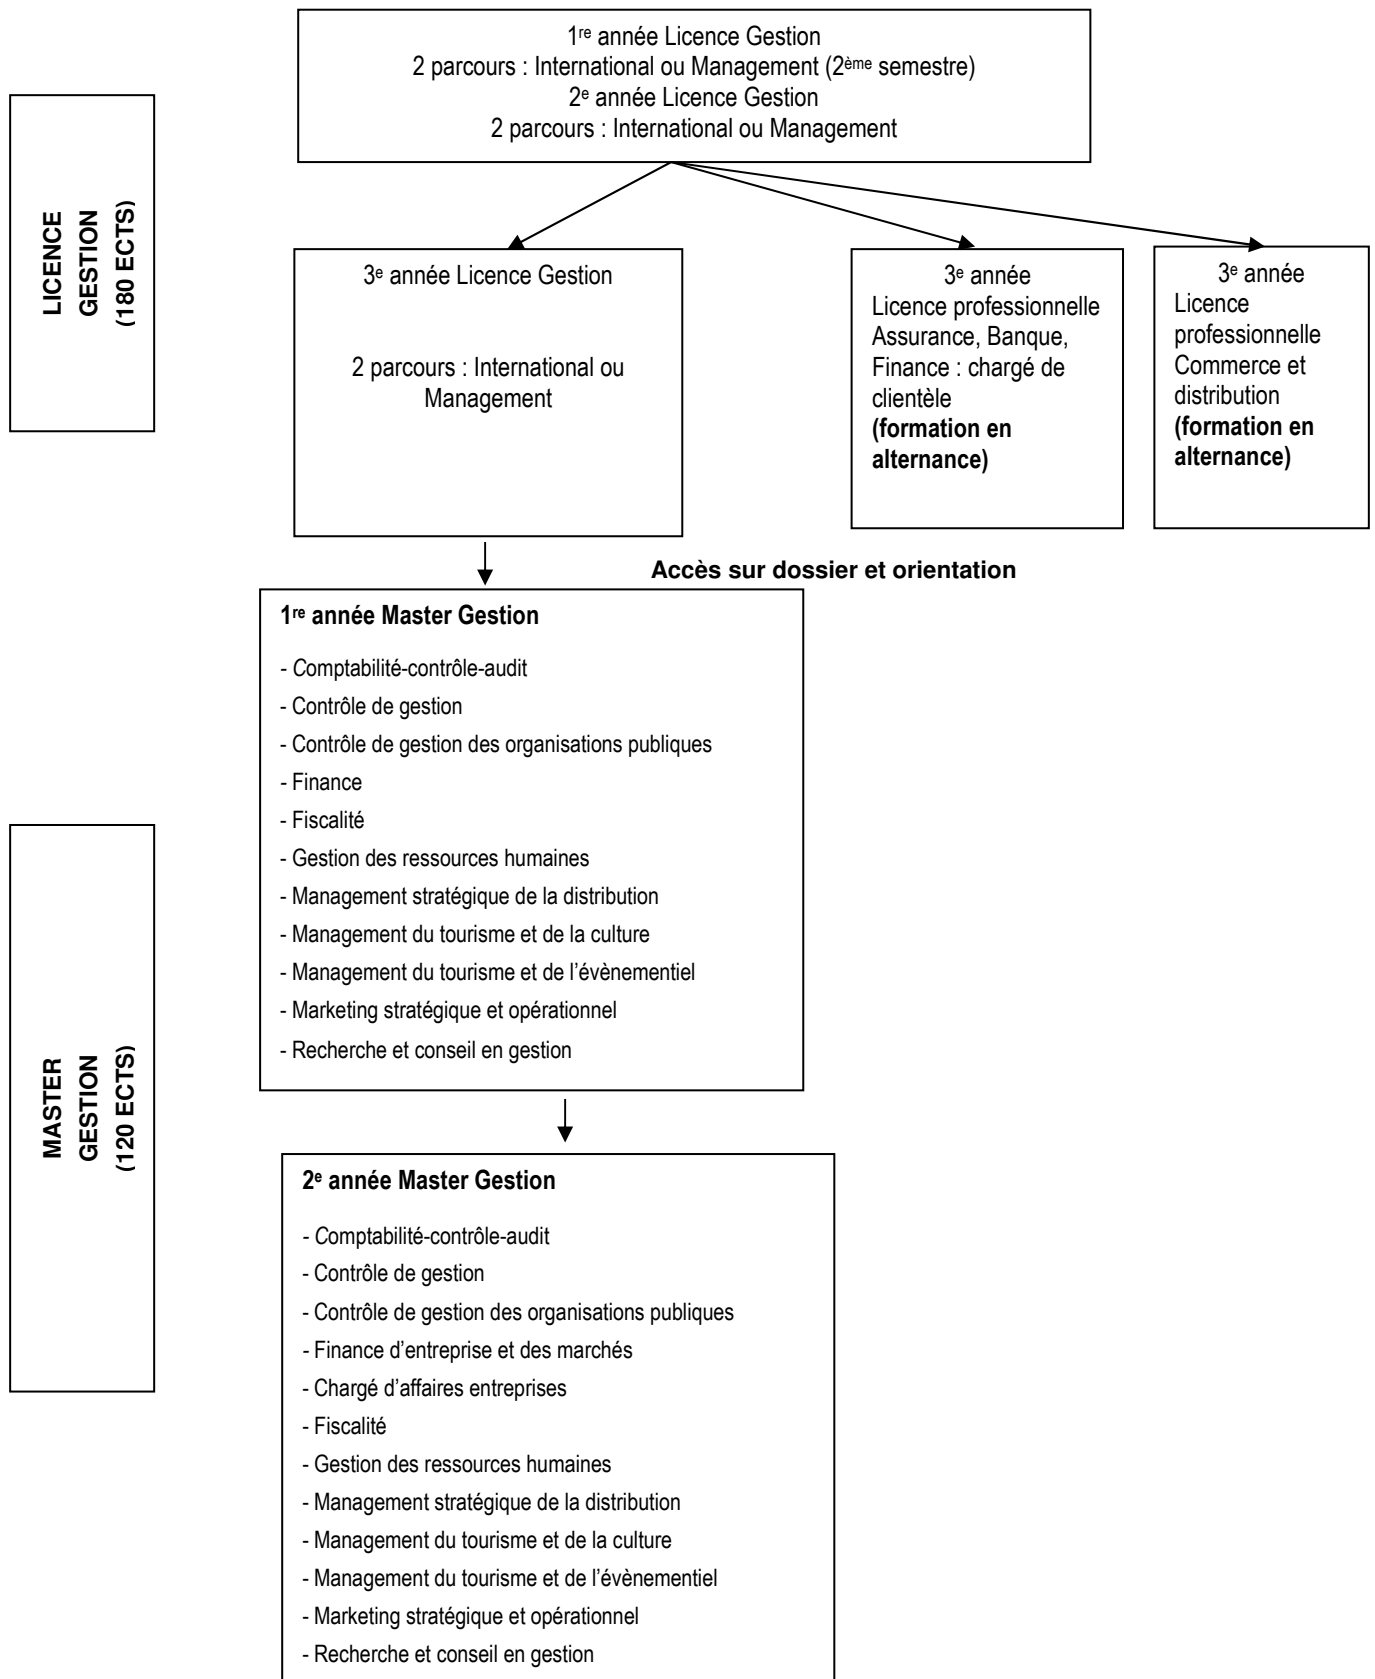 1re année Licence Gestion
2 parcours : International ou Management (2ème semestre)
2e année Licence Gestion
2 parcours : International ou Management
LICENCE
GESTION
(180 ECTS)
3e année Licence Gestion
2 parcours : International ou
Management
3e année
Licence professionnelle
Assurance, Banque,
Finance : chargé de
clientèle
(formation en
alternance)
3e année
Licence
professionnelle
Commerce et
distribution
(formation en
alternance)
Accès sur dossier et orientation
1re année Master Gestion
- Comptabilité-contrôle-audit
- Contrôle de gestion
- Contrôle de gestion des organisations publiques
- Finance
- Fiscalité
- Gestion des ressources humaines
- Management stratégique de la distribution
- Management du tourisme et de la culture
- Management du tourisme et de l’évènementiel
- Marketing stratégique et opérationnel
- Recherche et conseil en gestion
MASTER
GESTION
(120 ECTS)
2e année Master Gestion
- Comptabilité-contrôle-audit
- Contrôle de gestion
- Contrôle de gestion des organisations publiques
- Finance d’entreprise et des marchés
- Chargé d’affaires entreprises
- Fiscalité
- Gestion des ressources humaines
- Management stratégique de la distribution
- Management du tourisme et de la culture
- Management du tourisme et de l’évènementiel
- Marketing stratégique et opérationnel
- Recherche et conseil en gestion